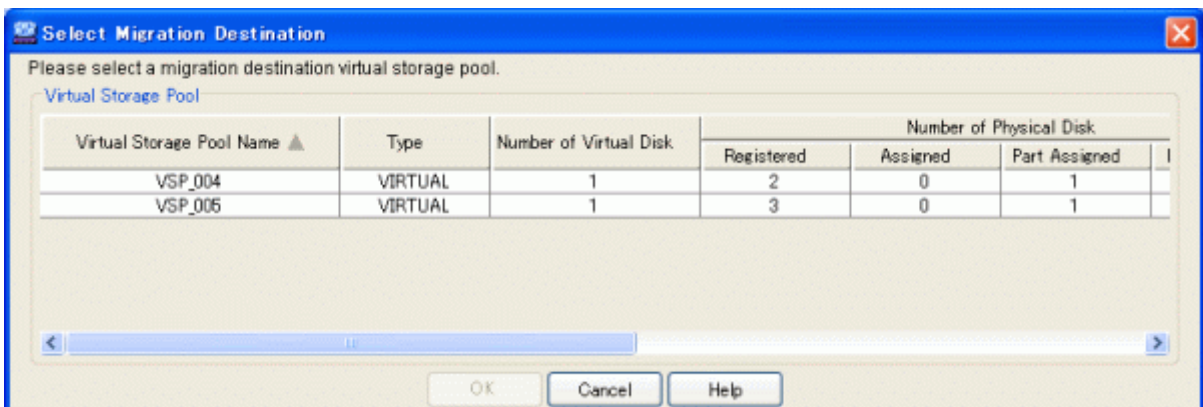 Select Migration Destination
Please select a migration destination virtual storage pool.
Virtual Storage Pool
Virtual Storage Pool Name ▲ Type Number of Virtual Disk Number of Physical Disk
Registered Assigned Part Assigned
VSP_004 VIRTUAL 1 2 0 1
VSP_005 VIRTUAL 1 3 0 1
OK Cancel Help